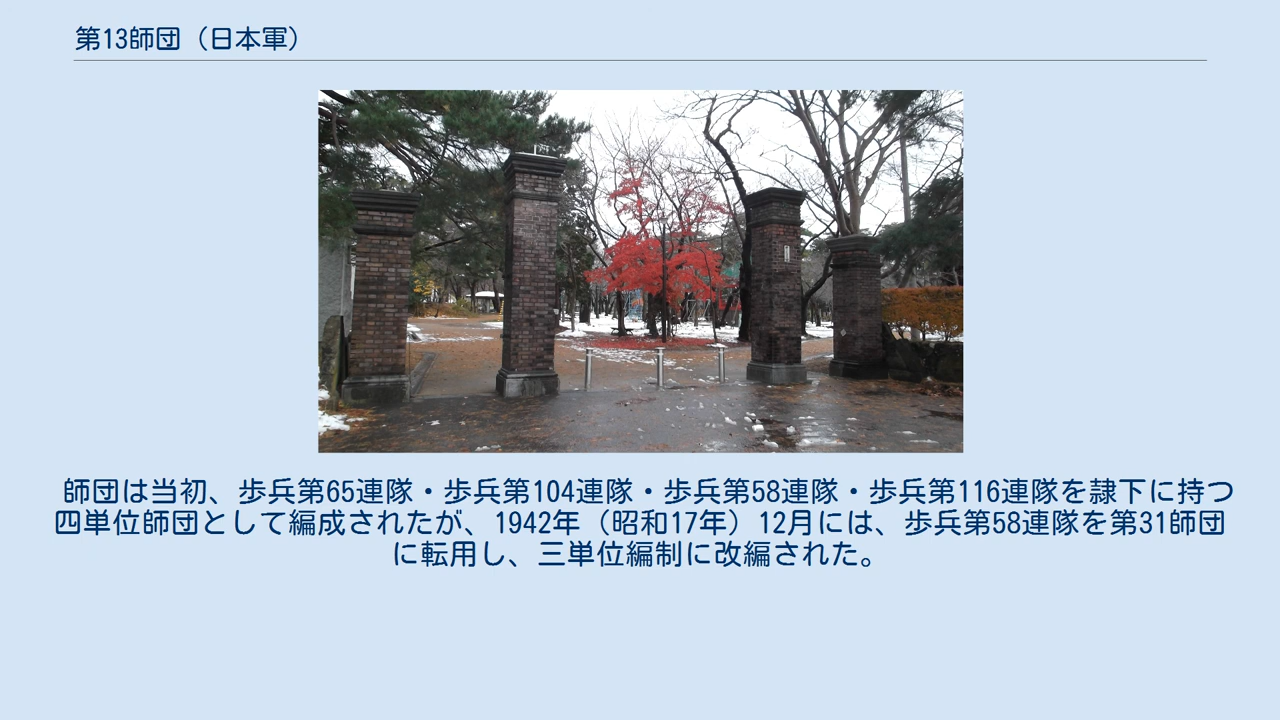 第13師団（日本軍）
師団は当初、歩兵第65連隊・歩兵第104連隊・歩兵第58連隊・歩兵第116連隊を隷下に持つ
四単位師団として編成されたが、1942年（昭和17年）12月には、歩兵第58連隊を第31師団
に転用し、三単位編制に改編された。